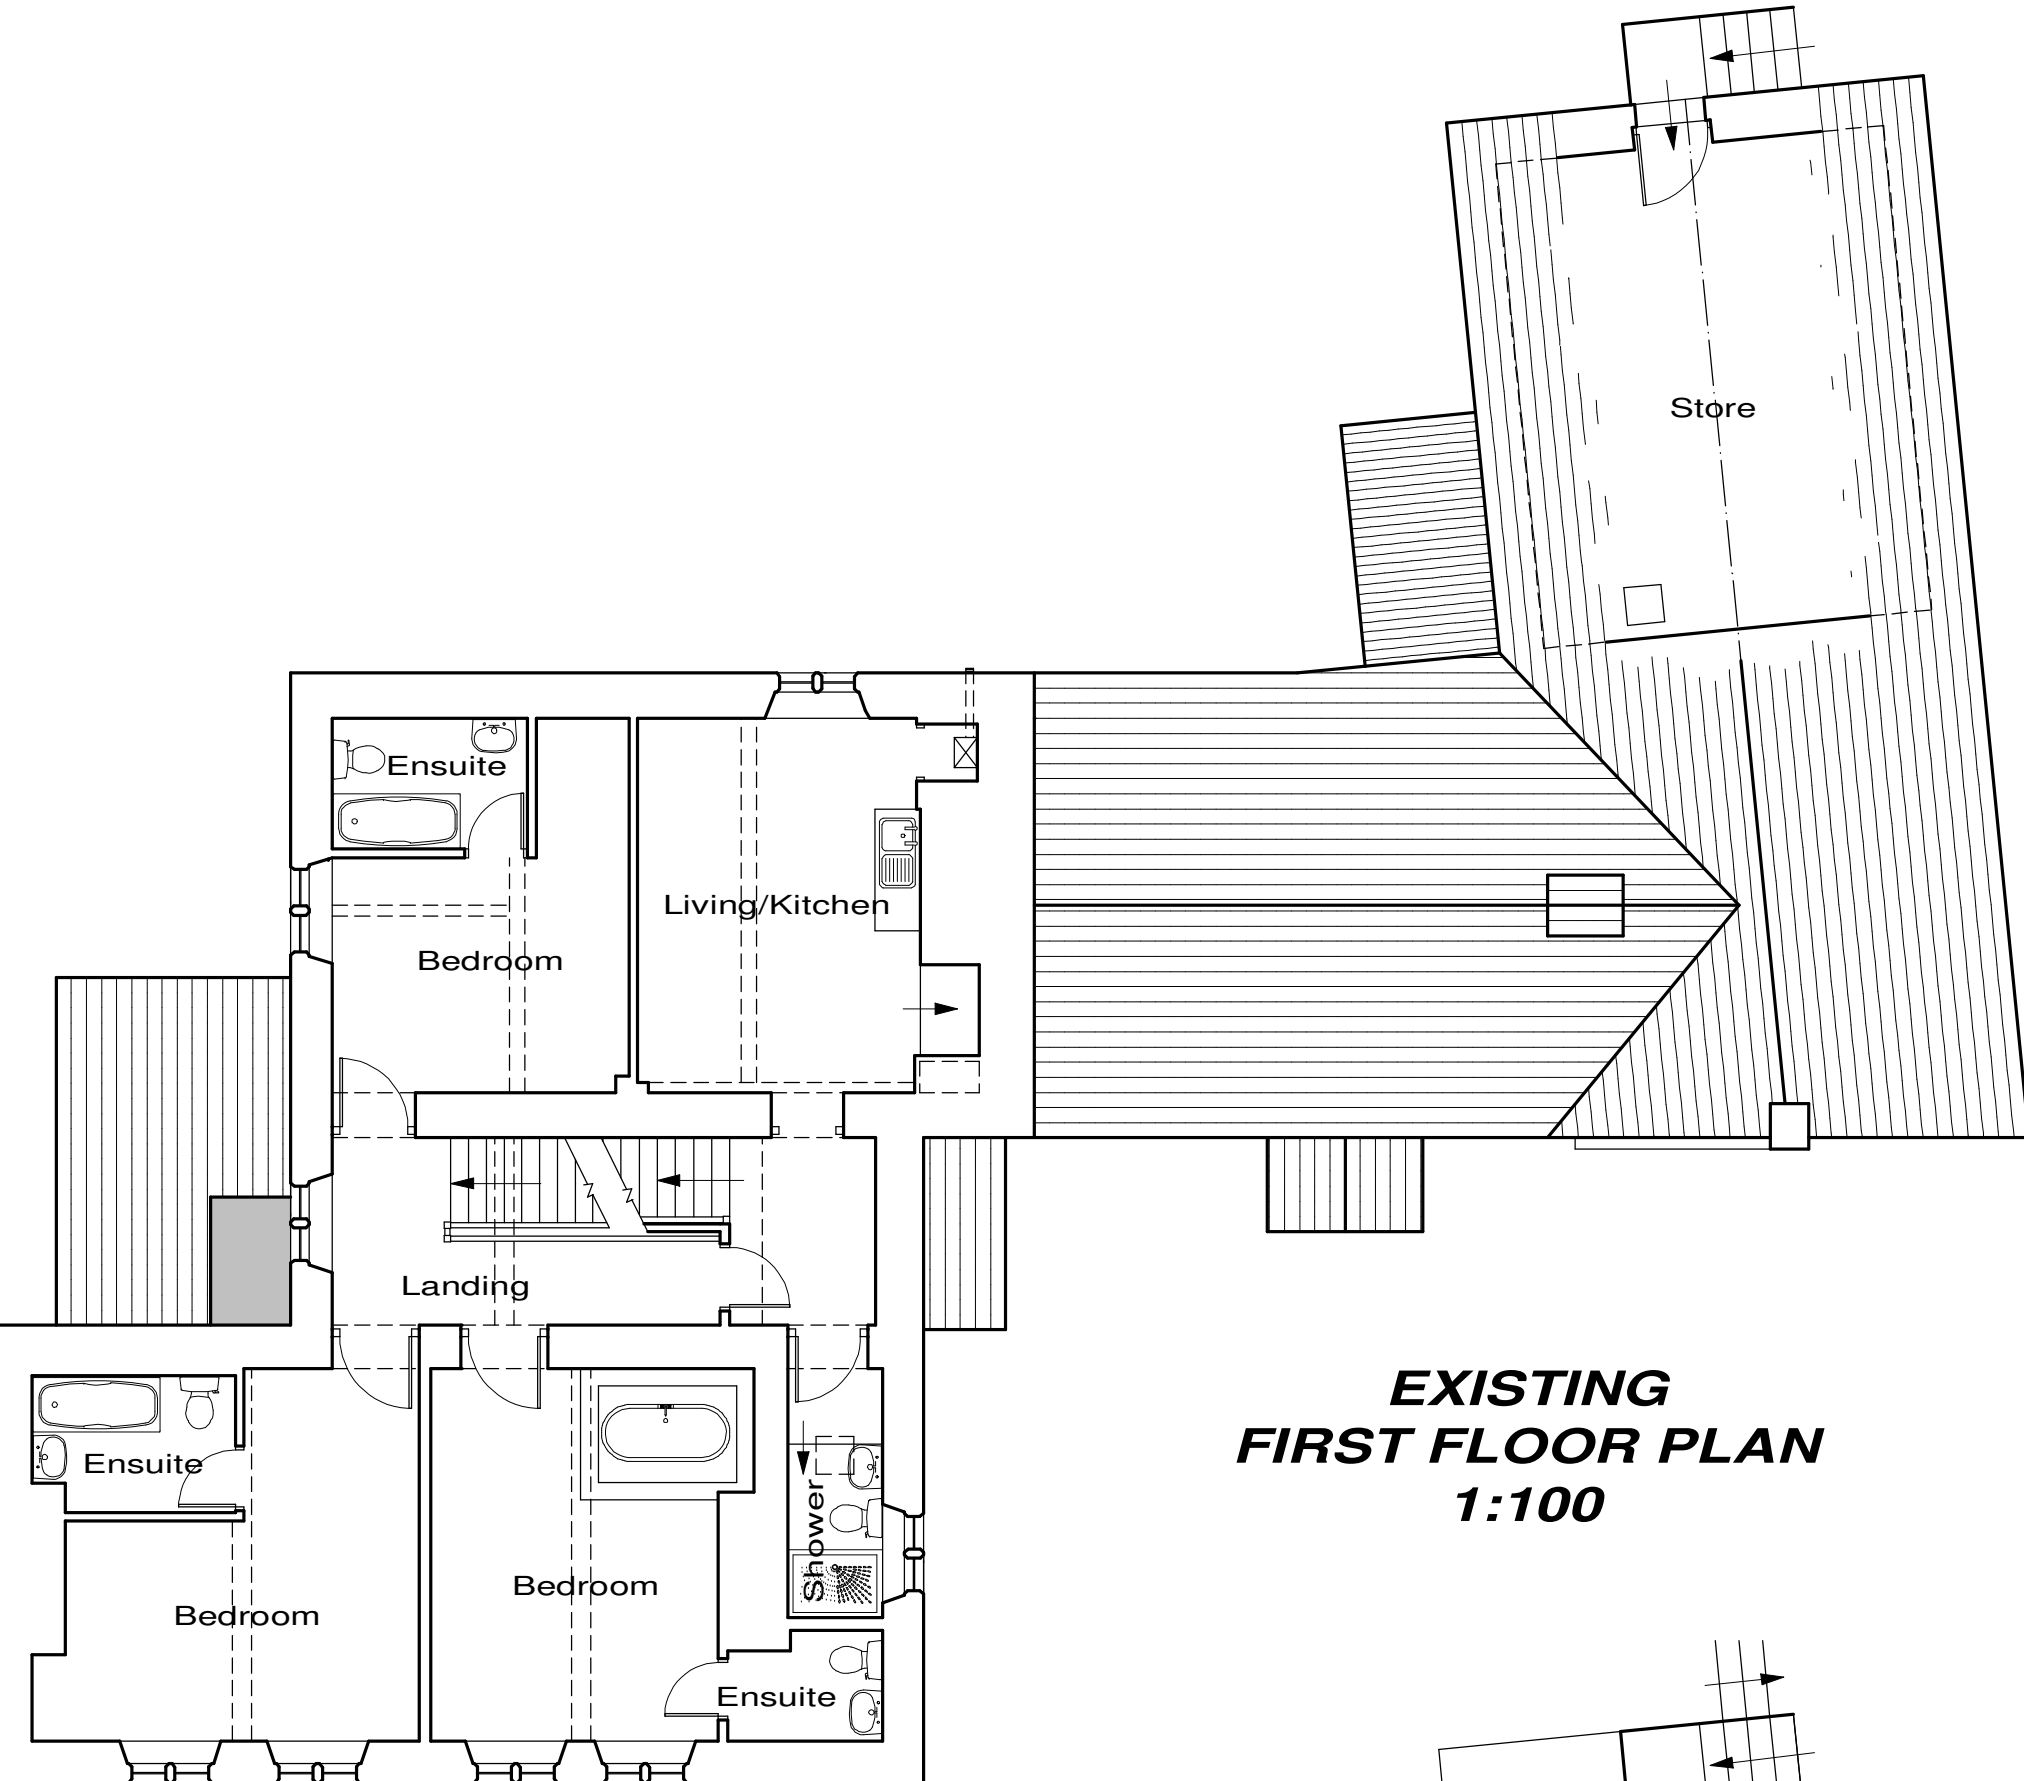 Store
Ensuite
Living/Kitchen
Bedroom
Landing
EXISTING
FIRST FLOOR PLAN
1:100
Ensuite
Shower
Bedroom
Bedroom
Ensuite